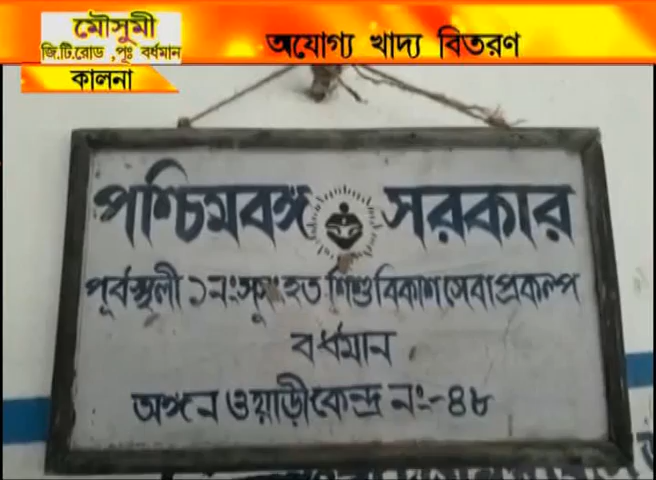 মৌসুমী
জি.টি.রোড ,পূঃ বর্ধমান
কালনা
অযোগ্য খাদ্য বিতরণ
পশ্চিমবঙ্গ সরকার
পূর্বস্থলী ১নং সুসংহত শিশু বিকাশ সেবা প্রকল্প
বর্ধমান
অঙ্গন ওয়াড়ী কেন্দ্র নং-৪৮